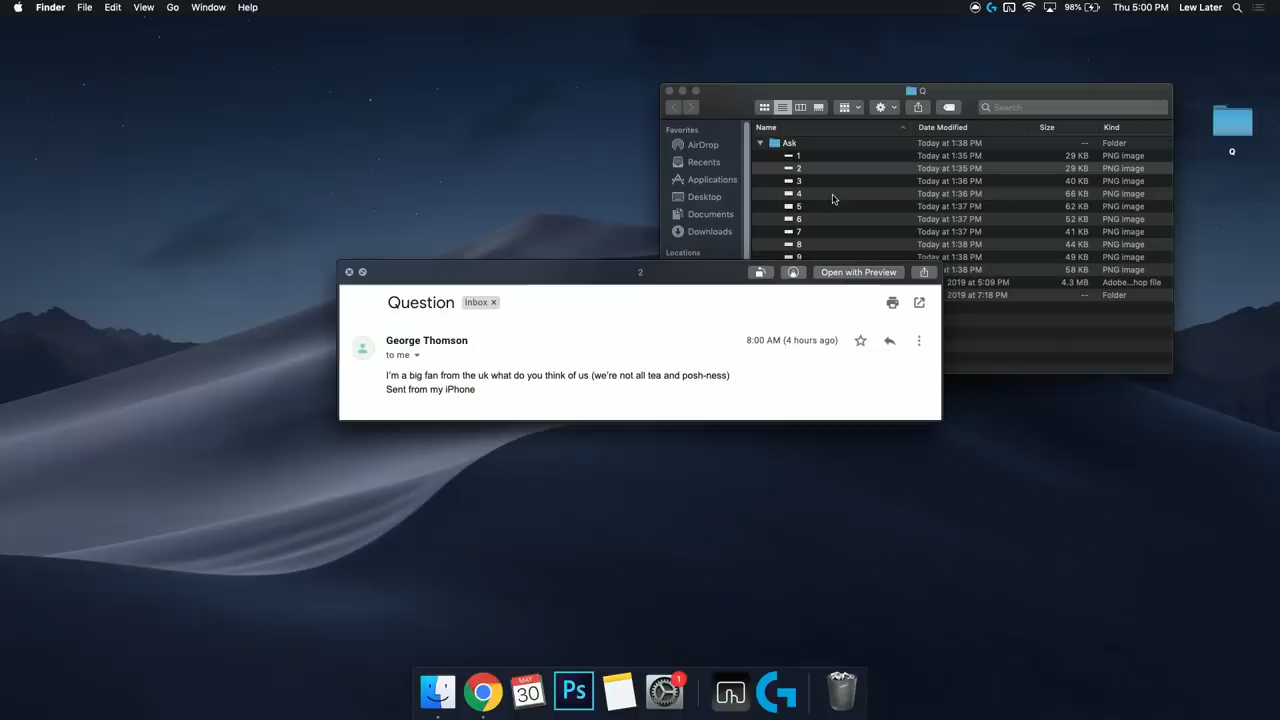 Finder File Edit View Go Window Help 98% Thu 5:00 PM Lew Later
Q
Search
Favorites
AirDrop
Recents
Applications
Desktop
Documents
Downloads
Locations
Name Date Modified Size Kind
Ask Today at 1:38 PM -- Folder
1 Today at 1:35 PM 29 KB PNG image
2 Today at 1:35 PM 29 KB PNG image
3 Today at 1:36 PM 40 KB PNG image
4 Today at 1:36 PM 66 KB PNG image
5 Today at 1:37 PM 62 KB PNG image
6 Today at 1:37 PM 52 KB PNG image
7 Today at 1:37 PM 41 KB PNG image
8 Today at 1:38 PM 44 KB PNG image
9 Today at 1:38 PM 49 KB PNG image
Today at 1:38 PM 58 KB PNG image
2019 at 5:09 PM 4.3 MB Adobe...hop file
2019 at 7:18 PM -- Folder
Q
2 Open with Preview
Question Inbox x
George Thomson 8:00 AM (4 hours ago)
to me
I'm a big fan from the uk what do you think of us (we're not all tea and posh-ness)
Sent from my iPhone
MAY
30
Ps
1